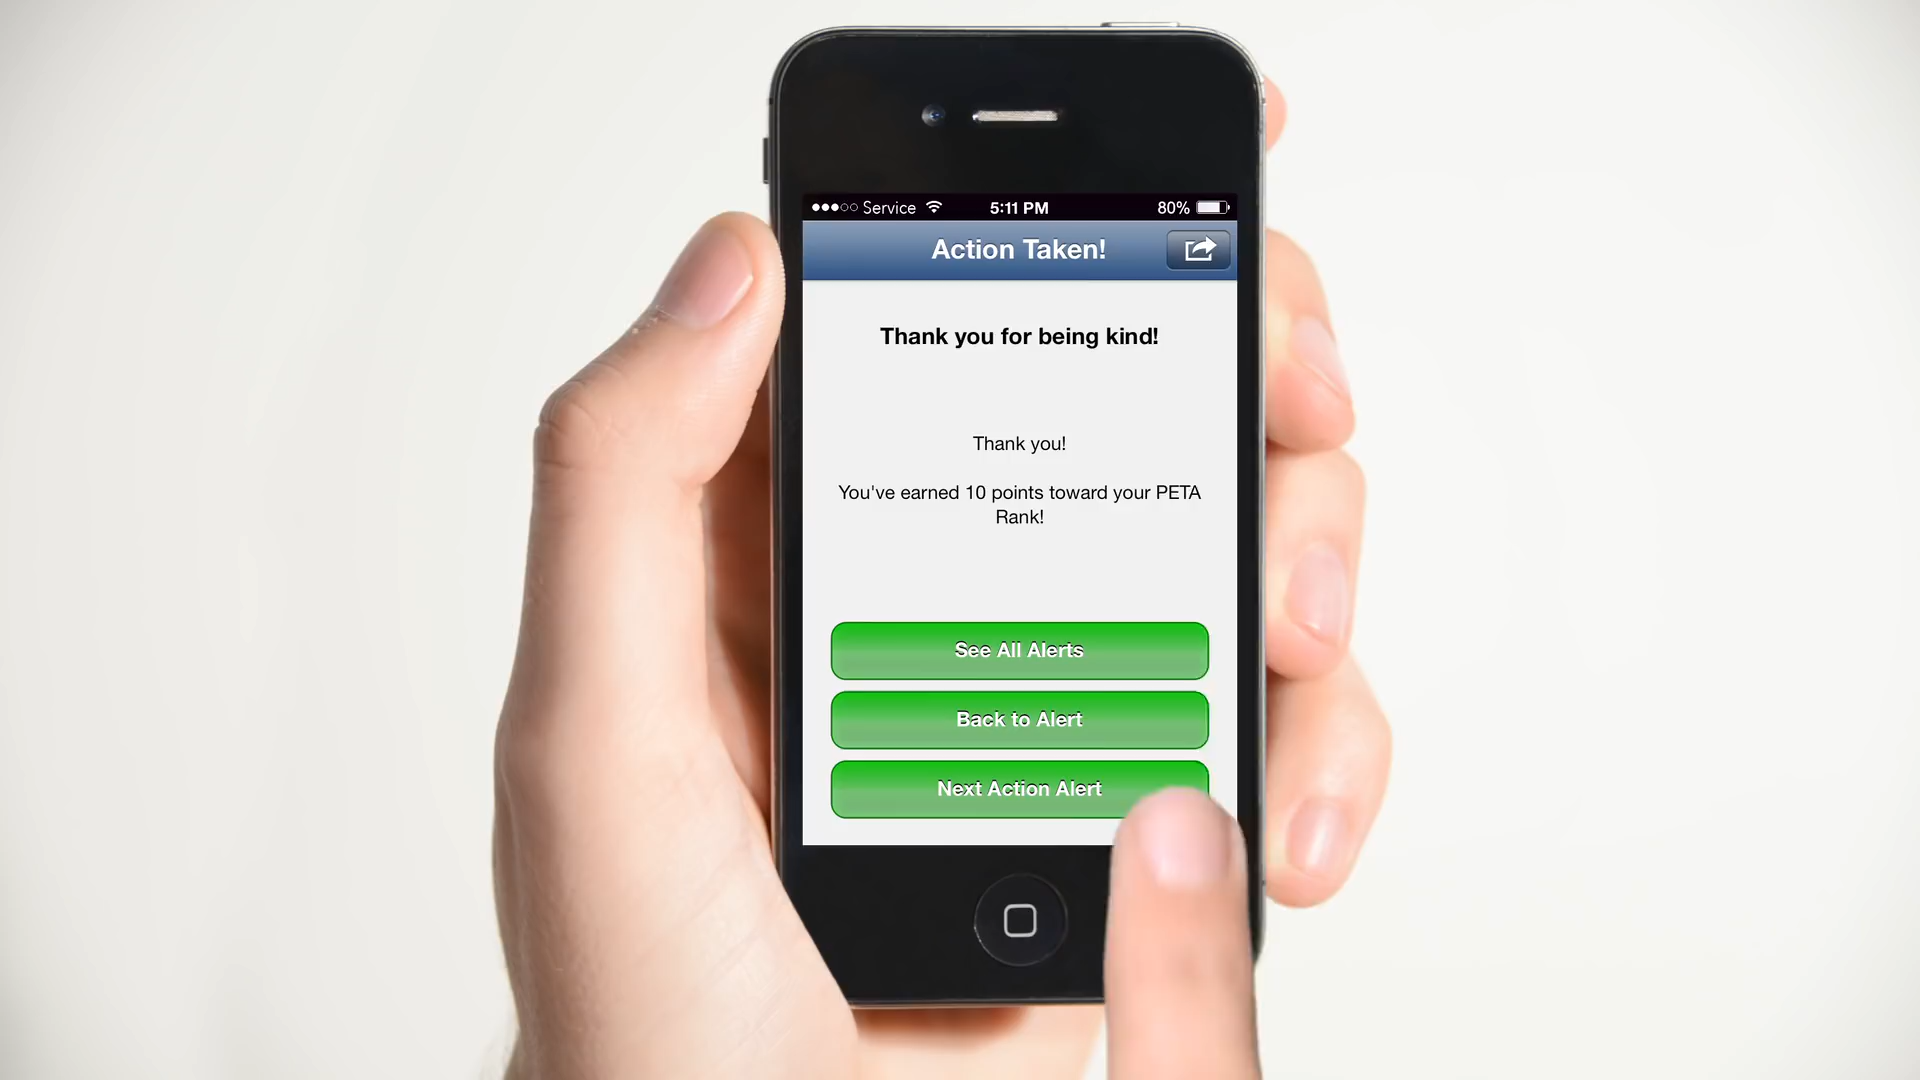 Service 5:11 PM 80%
Action Taken!
Thank you for being kind!
Thank you!
You've earned 10 points toward your PETA
Rank!
See All Alerts
Back to Alert
Next Action Alert